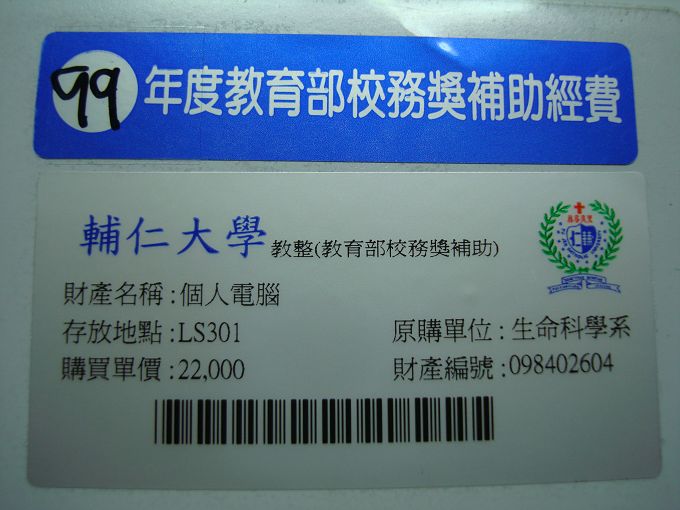 99年度教育部校務獎補助經費
輔仁大學教整(教育部校務獎補助)
財產名稱:個人電腦
存放地點:LS301 原購單位:生命科學系
購買單價:22,000 財產編號:098402604